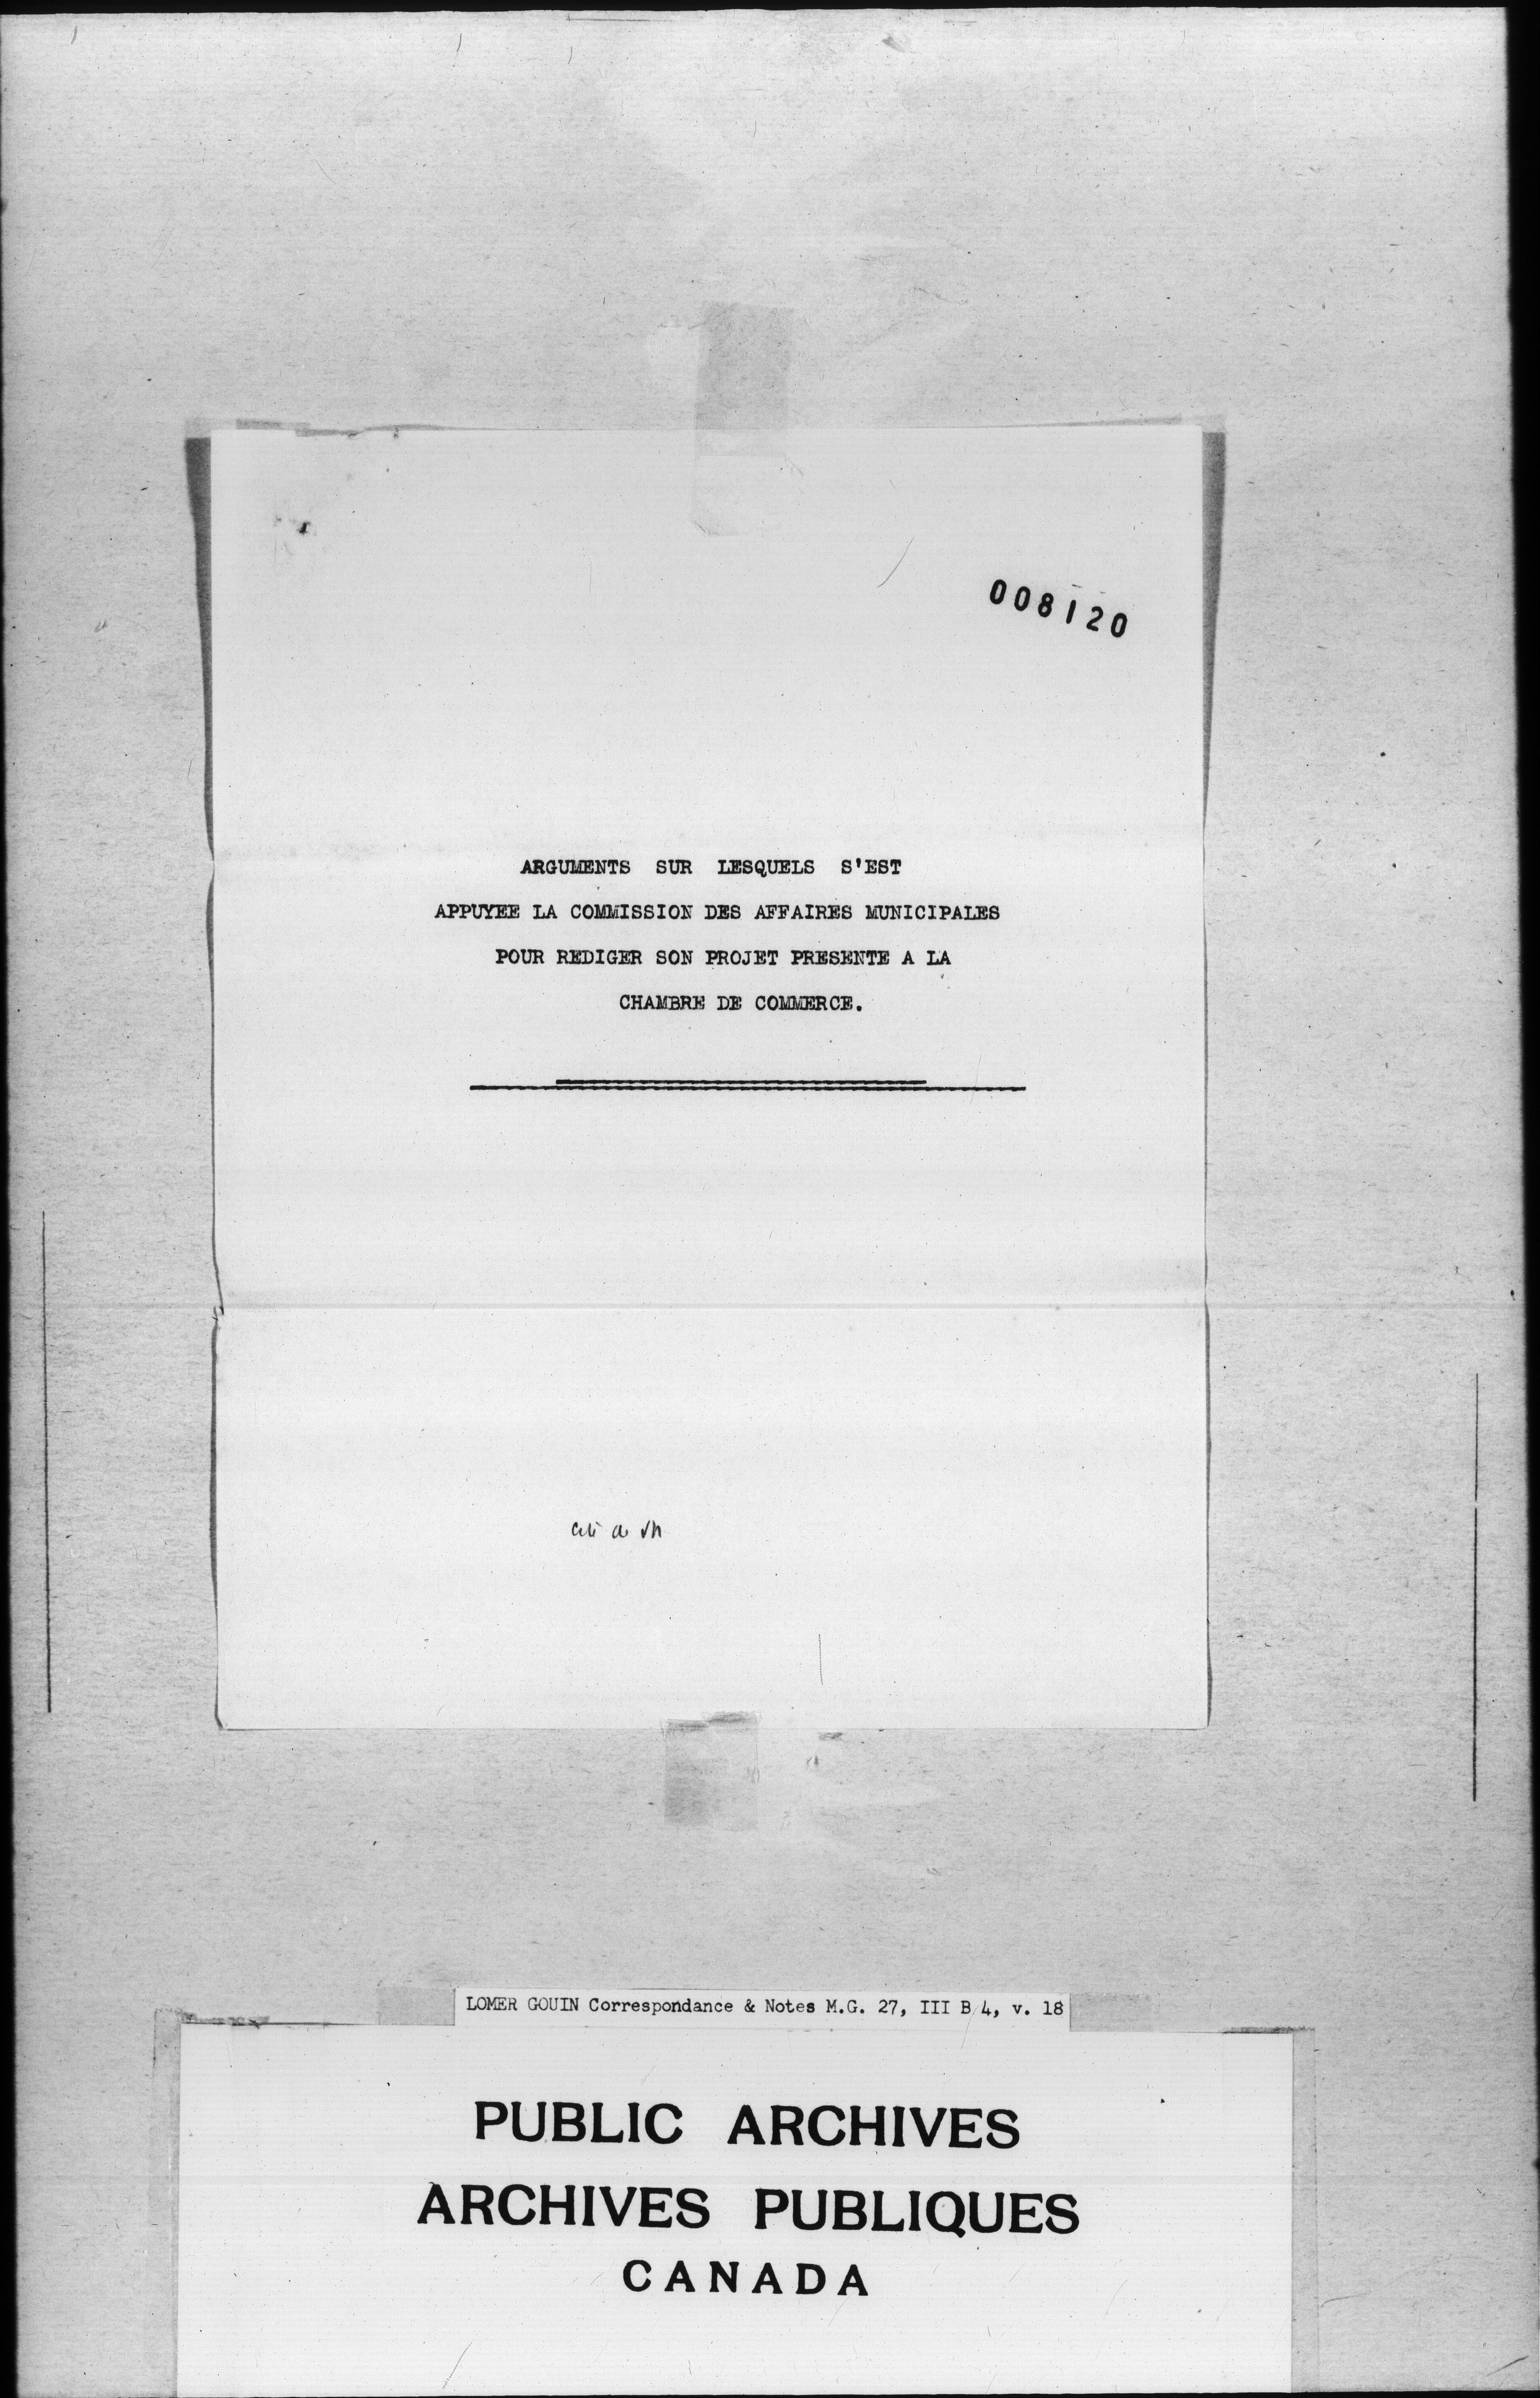 008120
ARGUMENTS SUR LESQUELS S'EST
APPUYEE LA COMMISSION DES AFFAIRES MUNICIPALES
POUR REDIGER SON PROJET PRESENTE A LA
CHAMBRE DE COMMERCE.
LOMER GOUIN Correspondance & Notes M.G. 27, III B 4, v. 18
PUBLIC ARCHIVES
ARCHIVES PUBLIQUES
CANADA